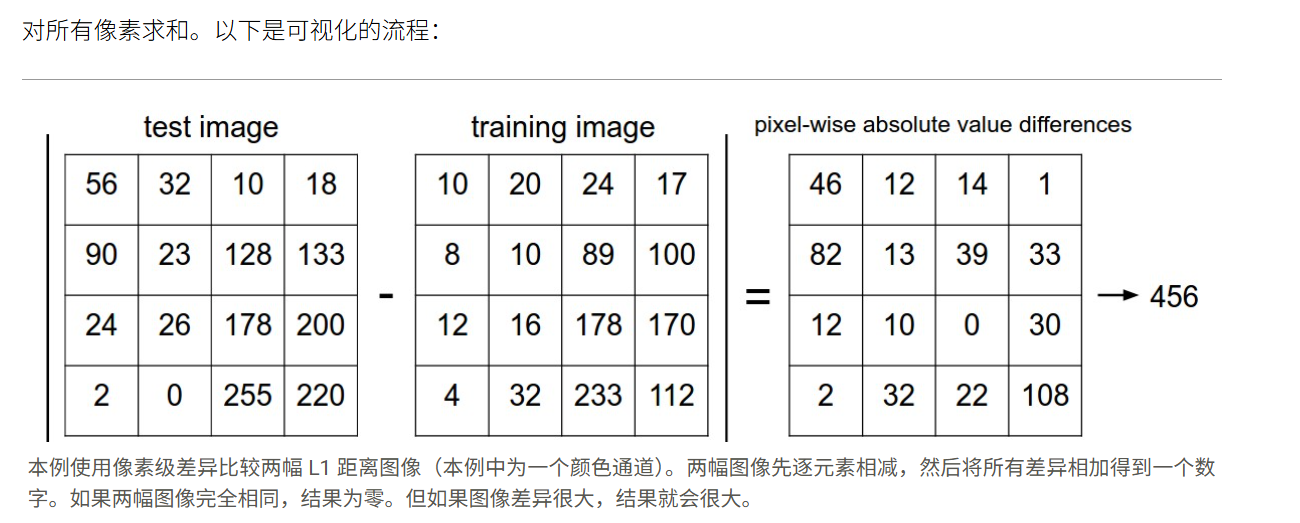 对所有像素求和。以下是可视化的流程：
test image
training image
pixel-wise absolute value differences
56 32 10 18
90 23 128 133
24 26 178 200
2 0 255 220
-
10 20 24 17
8 10 89 100
12 16 178 170
4 32 233 112
=
46 12 14 1
82 13 39 33
12 10 0 30
2 32 22 108
→ 456
本例使用像素级差异比较两幅 L1 距离图像（本例中为一个颜色通道）。两幅图像先逐元素相减，然后将所有差异相加得到一个数
字。如果两幅图像完全相同，结果为零。但如果图像差异很大，结果就会很大。